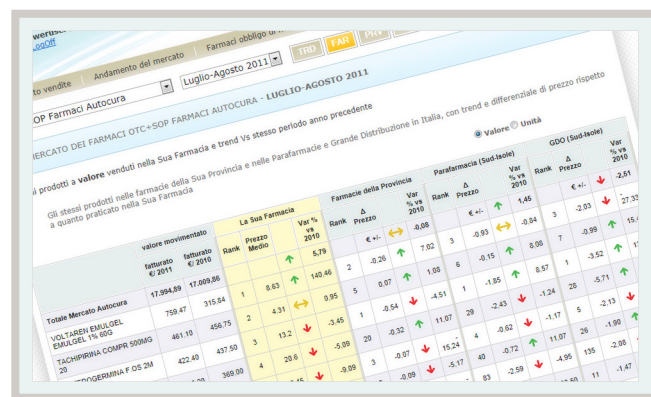 LogOff
vendite Andamento del mercato Farmaci obbligo di
OP Farmaci Autocura Luglio-Agosto 2011 TRD FAR PRV
MERCATO DEI FARMACI OTC+SOP FARMACI AUTOCURA - LUGLIO-AGOSTO 2011
prodotti a valore venduti nella Sua Farmacia e trend Vs stesso periodo anno precedente
Gli stessi prodotti nelle farmacie della Sua Provincia e nelle Parafarmacie e Grande Distribuzione in Italia, con trend e differenziale di prezzo rispetto
a quanto praticato nella Sua Farmacia
Valore Unità
valore movimentato La Sua Farmacia Farmacie della Provincia Parafarmacia (Sud-Isole) GDO (Sud-Isole)
fatturato €/ 2011 fatturato €/ 2010 Rank Prezzo Medio Var % vs 2010 Rank Δ Prezzo Var % vs 2010 Rank Δ Prezzo Var % vs 2010 Rank Δ Prezzo Var % vs 2010
Totale Mercato Autocura 17.994,89 17.009,86 5,79 € +/- -0,08 € +/- 1,45 € +/- -2,51
VOLTAREN EMULGEL
EMULGEL 1% 60G 759.47 315.84 1 8.63 140,46 2 -0.26 7,02 3 -0.93 -0,84 3 -2.03
TACHIPIRINA COMPR 500MG
20 461.10 456.75 2 4.31 0,95 5 0.07 1,08 6 -0.15 8,08 7 -0.99
F OS 2M 422.40 437.50 3 13.2 -3,45 1 -0.54 -4,51 1 -1.85 8,57 1 -3.52
369.00 4 20.6 -5,09 20 -0.32 11,07 29 -2.43 -1,24 28 -5.71
-9,89 3 -0.07 15,24 4 -0.62 -1,17 5 -2.13
-0.09 -5,17 40 -0.72 11,07 26 -1.90
83 -2.59 -4,95 135 -2.08
11 -1.47